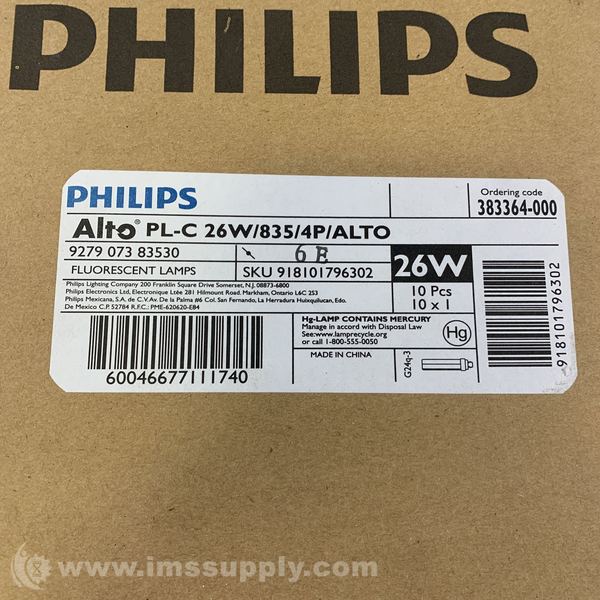 PHILIPS
PHILIPS
Ordering code
383364-000
Alto® PL-C 26W/835/4P/ALTO
9279 073 83530
6 E
26W
FLUORESCENT LAMPS
SKU 918101796302
10 Pcs
10 x 1
Philips Lighting Company 200 Franklin Square Drive Somerset, N.J. 08873-6800
Philips Electronics Ltd, Electronique, Ltée 281 Hilmount Road, Markham, Ontario L6C 2S3
Philips Mexicana, S.A. de C.V. Av. De la Palma #6 Col. San Fernando, La Herradura Huixquilucan, Edo.
De Mexico C.P. 52784 R.F.C.: PME-620620-E84
Hg-LAMP CONTAINS MERCURY
Manage in accord with Disposal Law
See:www.lamprecycle.org
or call 1-800-555-0050
Hg
MADE IN CHINA
G24q-3
60046677111740
918101796302
www.imssupply.com